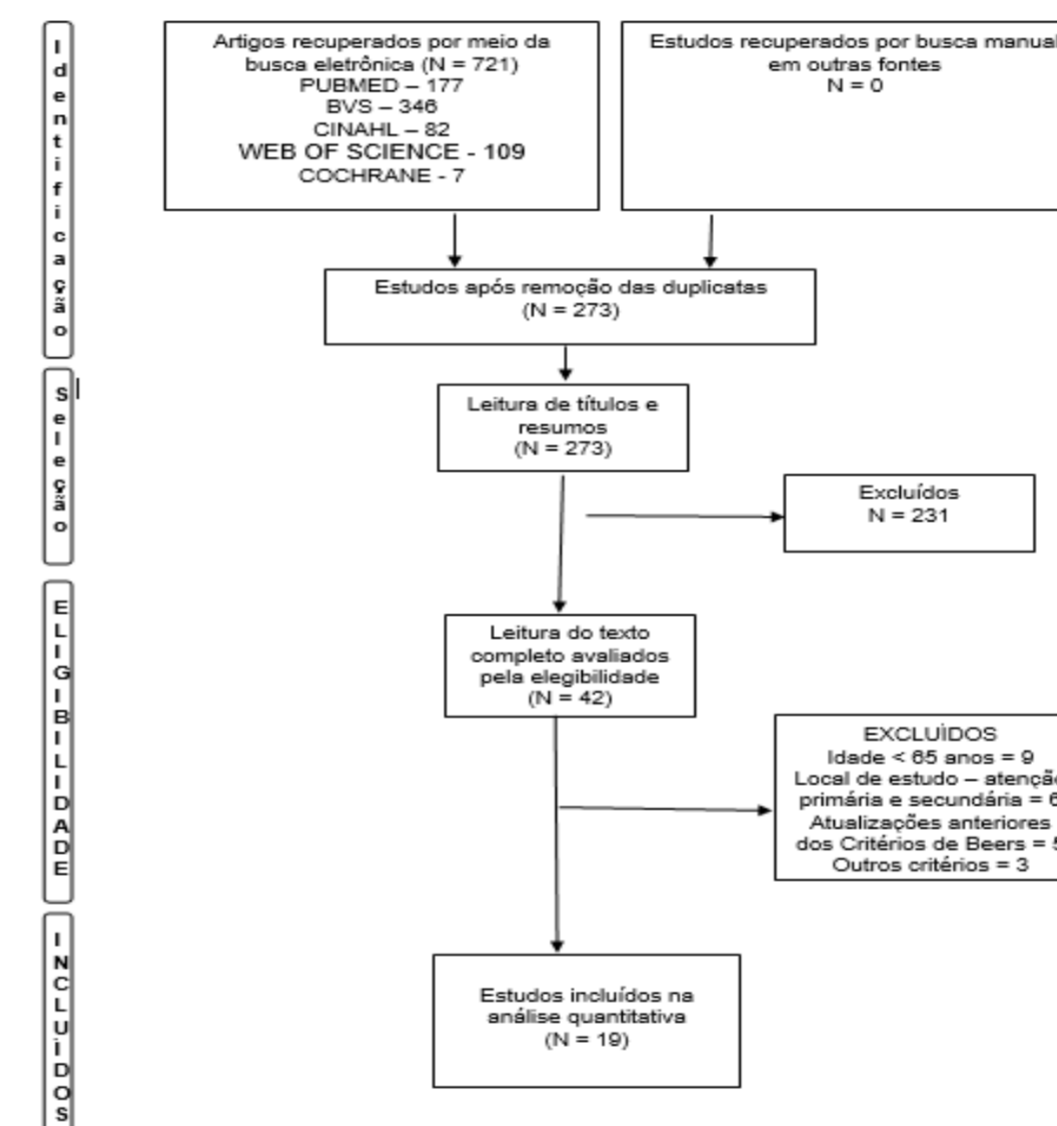 Identificação
Artigos recuperados por meio da
busca eletrônica (N = 721)
PUBMED – 177
BVS – 346
CINAHL – 82
WEB OF SCIENCE - 109
COCHRANE - 7
Estudos recuperados por busca manual
em outras fontes
N = 0
Estudos após remoção das duplicatas
(N = 273)
Seleção
Leitura de títulos e
resumos
(N = 273)
Excluídos
N = 231
ELIGIBILIDADE
Leitura do texto
completo avaliados
pela elegibilidade
(N = 42)
EXCLUÌDOS
Idade < 65 anos = 9
Local de estudo – atenção
primária e secundária = 6
Atualizações anteriores
dos Critérios de Beers = 5
Outros critérios = 3
INCLUÌDOS
Estudos incluídos na
análise quantitativa
(N = 19)